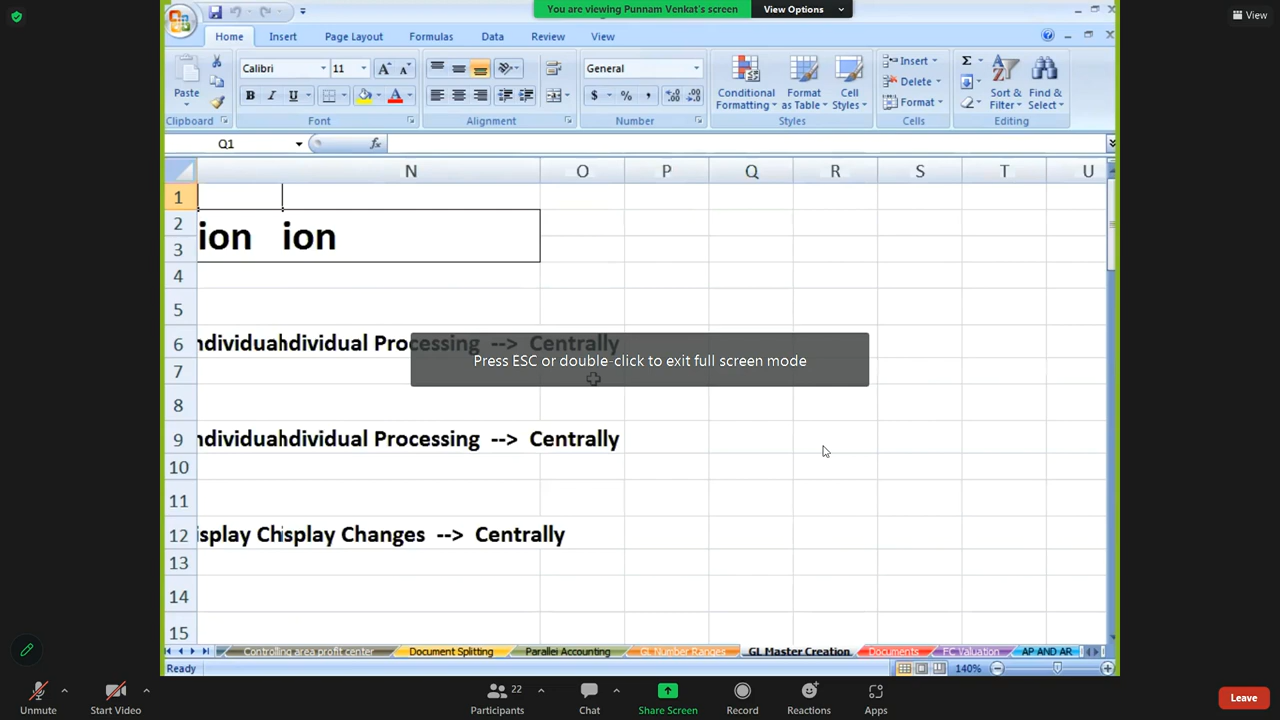 You are viewing Punnam Venkat's screen View Options
View
Home Insert Page Layout Formulas Data Review View
Paste
Calibri 11
B I U
General
$ % ,
Conditional Formatting
Format as Table
Cell Styles
Insert
Delete
Format
Σ
Sort & Filter
Find & Select
Clipboard Font Alignment Number Styles Cells Editing
Q1 fx
N O P Q R S T U
1
2
ion ion
3
4
5
6 ndividuahdividual Processing --> Centrally
Press ESC or double-click to exit full screen mode
7
8
9 ndividuahdividual Processing --> Centrally
10
11
12 isplay Chisplay Changes --> Centrally
13
14
15
Controlling area profit center Document Splitting Parallel Accounting GL Number Ranges GL Master Creation Documents FC Valuation AP AND AR
Ready 140%
Unmute Start Video Participants 22 Chat Share Screen Record Reactions Apps Leave